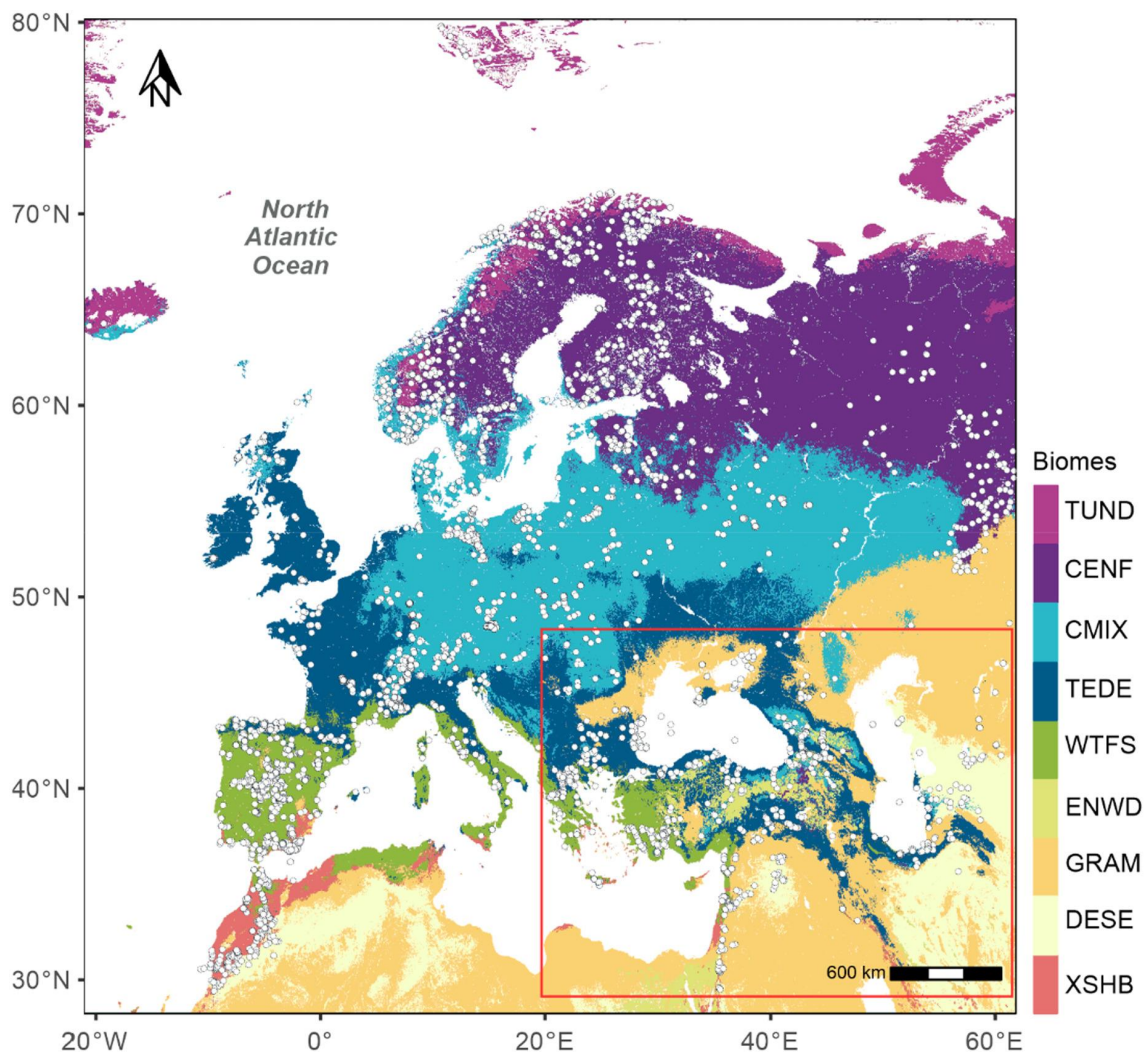 80°N
70°N
60°N
50°N
40°N
30°N
N
North
Atlantic
Ocean
600 km
20°W
0°
20°E
40°E
60°E
Biomes
TUND
CENF
CMIX
TEDE
WTFS
ENWD
GRAM
DESE
XSHB